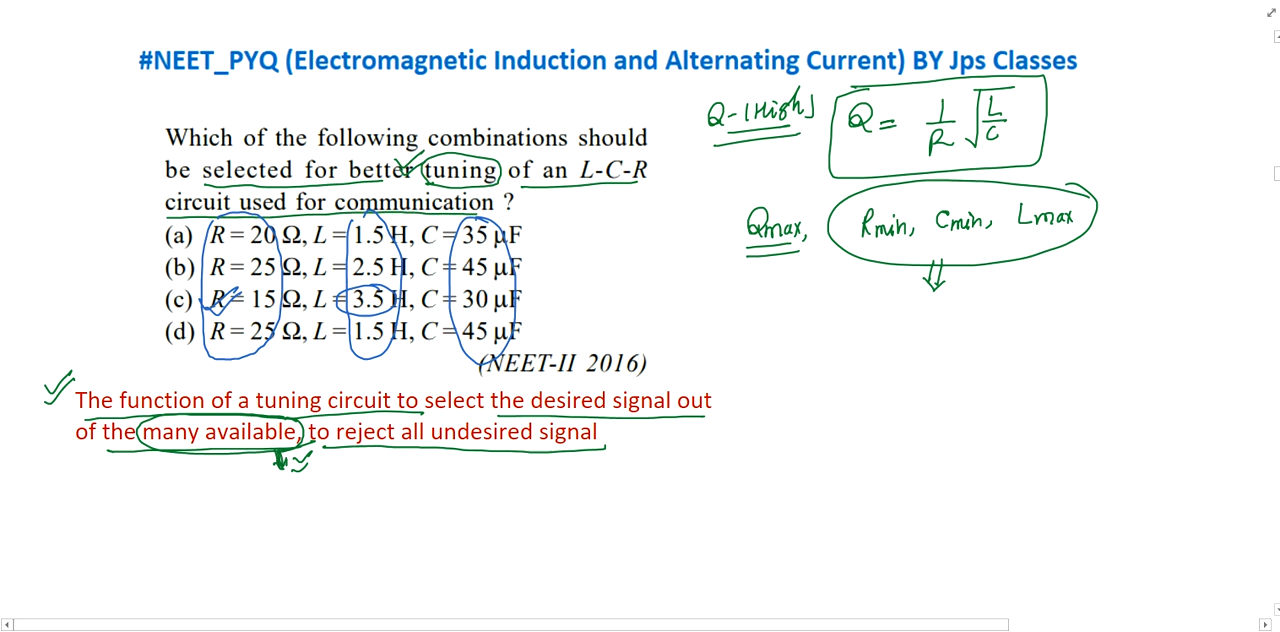 #NEET_PYQ (Electromagnetic Induction and Alternating Current) BY Jps Classes
Which of the following combinations should
be selected for better tuning of an L-C-R
circuit used for communication ?
(a) R = 20 Ω, L = 1.5 H, C = 35 μF
(b) R = 25 Ω, L = 2.5 H, C = 45 μF
(c) R = 15 Ω, L = 3.5 H, C = 30 μF
(d) R = 25 Ω, L = 1.5 H, C = 45 μF
(NEET-II 2016)
The function of a tuning circuit to select the desired signal out
of the many available, to reject all undesired signal
Q - (High)
Q = 1/R √L/C
Qmax, Rmin, Cmin, Lmax